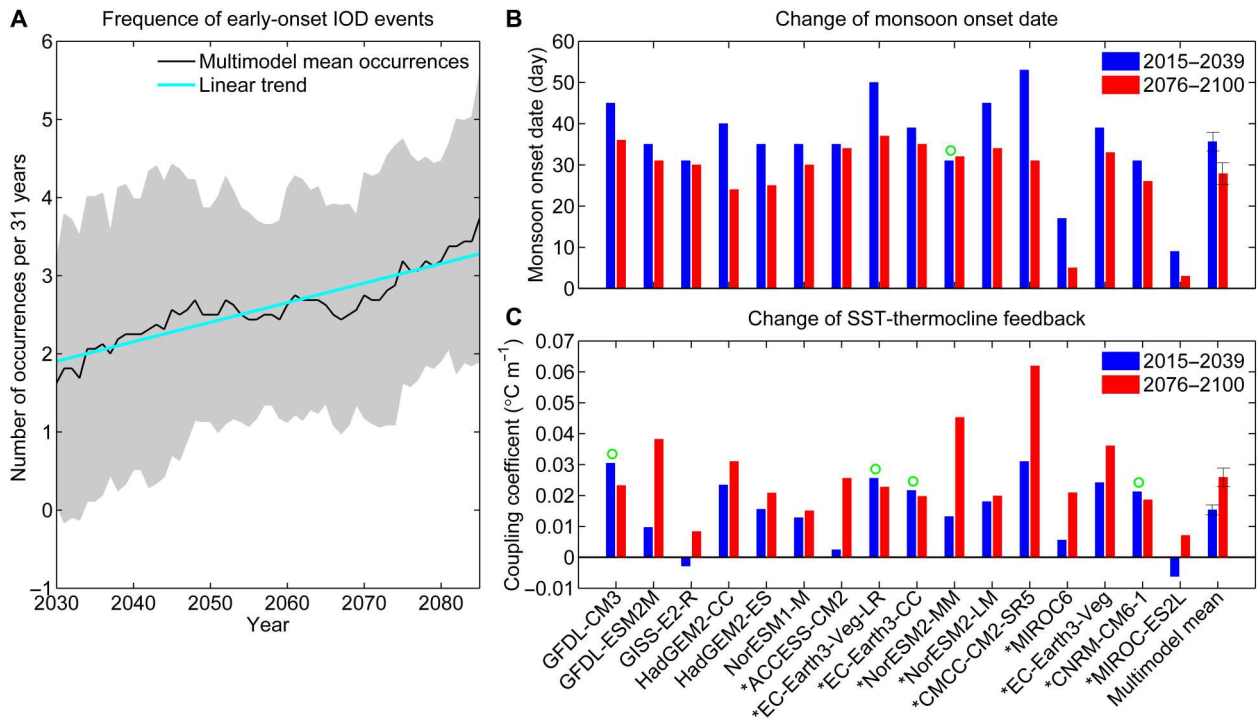 A
Frequence of early-onset IOD events
6
5
4
3
2
1
0
−1
Number of occurrences per 31 years
Multimodel mean occurrences
Linear trend
2030
2040
2050
2060
2070
2080
Year
B
Change of monsoon onset date
60
50
40
30
20
10
0
Monsoon onset date (day)
2015−2039
2076−2100
C
Change of SST-thermocline feedback
0.07
0.06
0.05
0.04
0.03
0.02
0.01
0
−0.01
Coupling coefficent (°C m⁻¹)
2015−2039
2076−2100
GFDL-CM3
GFDL-ESM2M
GISS-E2-R
HadGEM2-CC
HadGEM2-ES
NorESM1-M
*ACCESS-CM2
*EC-Earth3-Veg-LR
*EC-Earth3-CC
*NorESM2-MM
*NorESM2-LM
*CMCC-CM2-SR5
*MIROC6
*EC-Earth3-Veg
*CNRM-CM6-1
*MIROC-ES2L
Multimodel mean